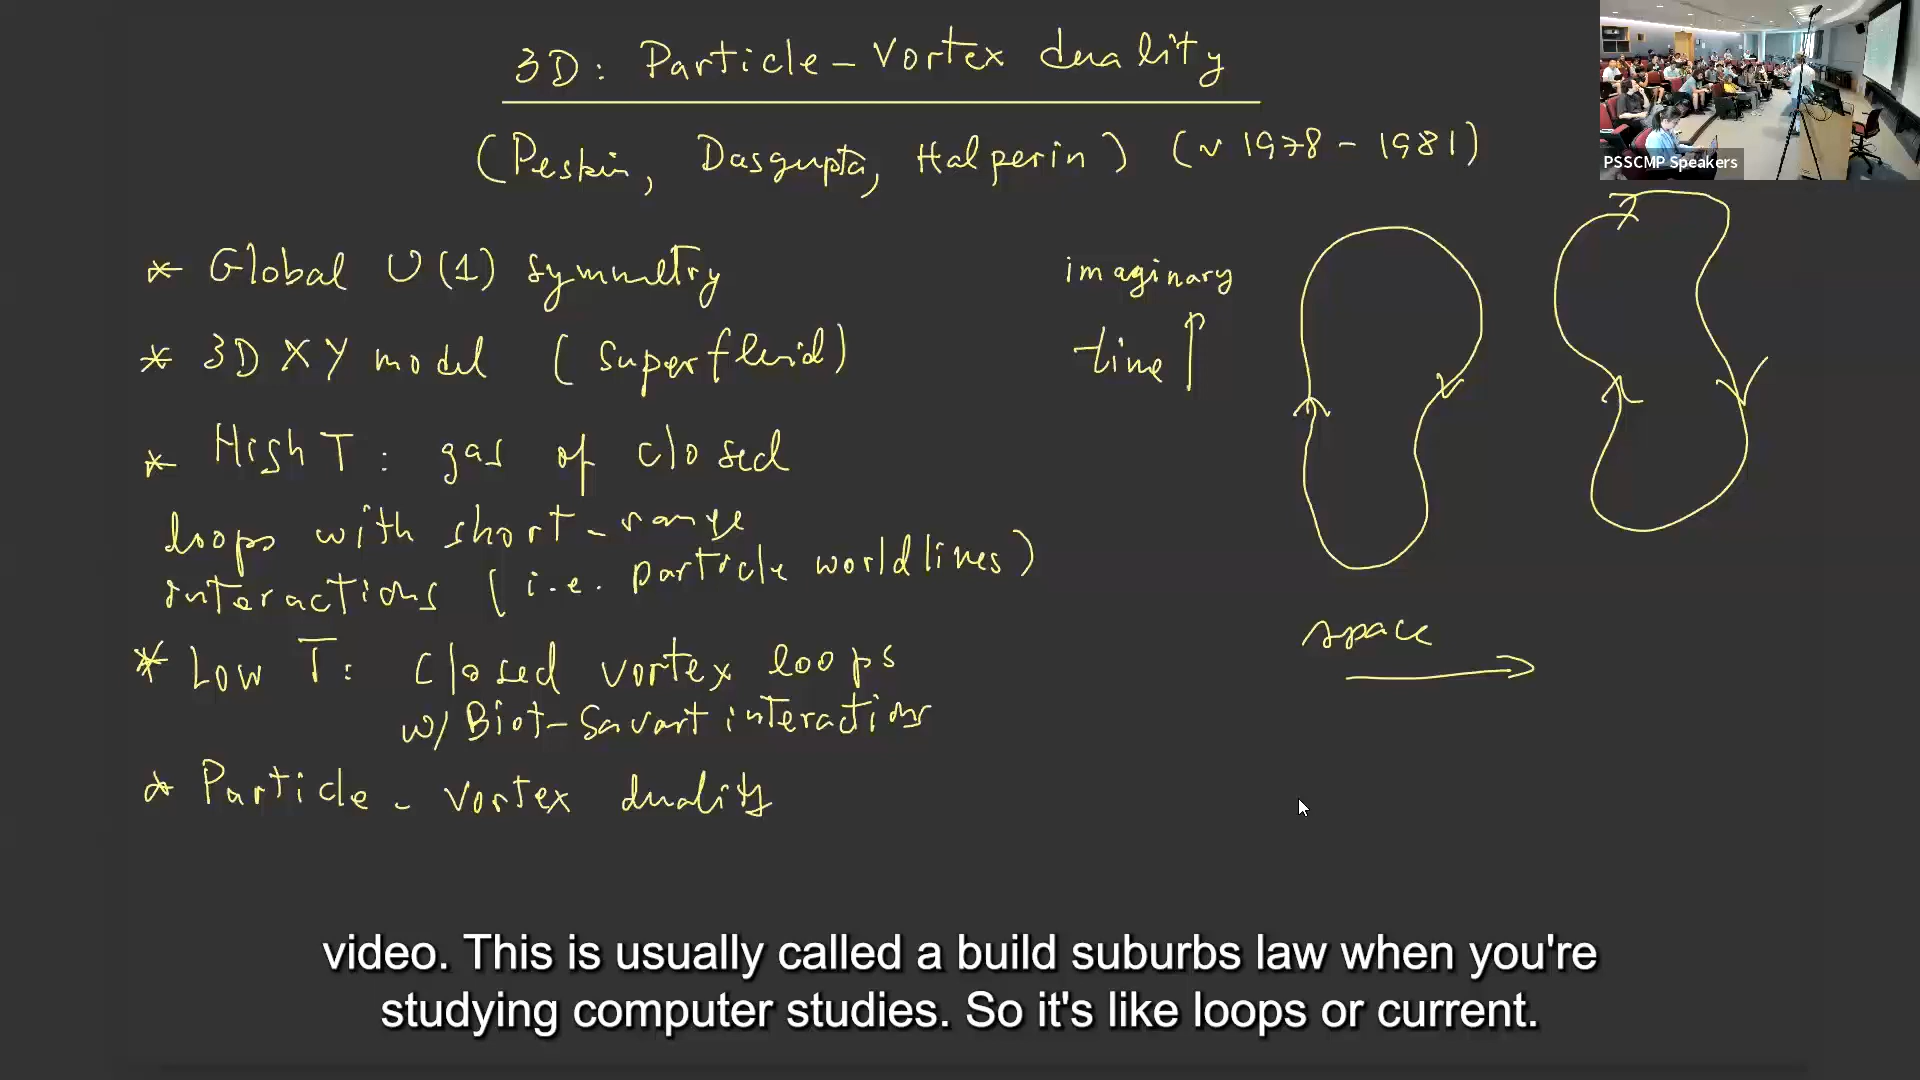 3D: Particle - Vortex duality
(Peskin, Dasgupta, Halperin) (~ 1978 - 1981)
PSSCMP Speakers
* Global U(1) symmetry
* 3D XY model (superfluid)
* High T: gas of closed
loops with short-range
interactions (i.e. particle worldlines)
* Low T: closed vortex loops
w/ Biot-Savart interactions
* Particle - vortex duality
imaginary
time
space
video. This is usually called a build suburbs law when you're
studying computer studies. So it's like loops or current.